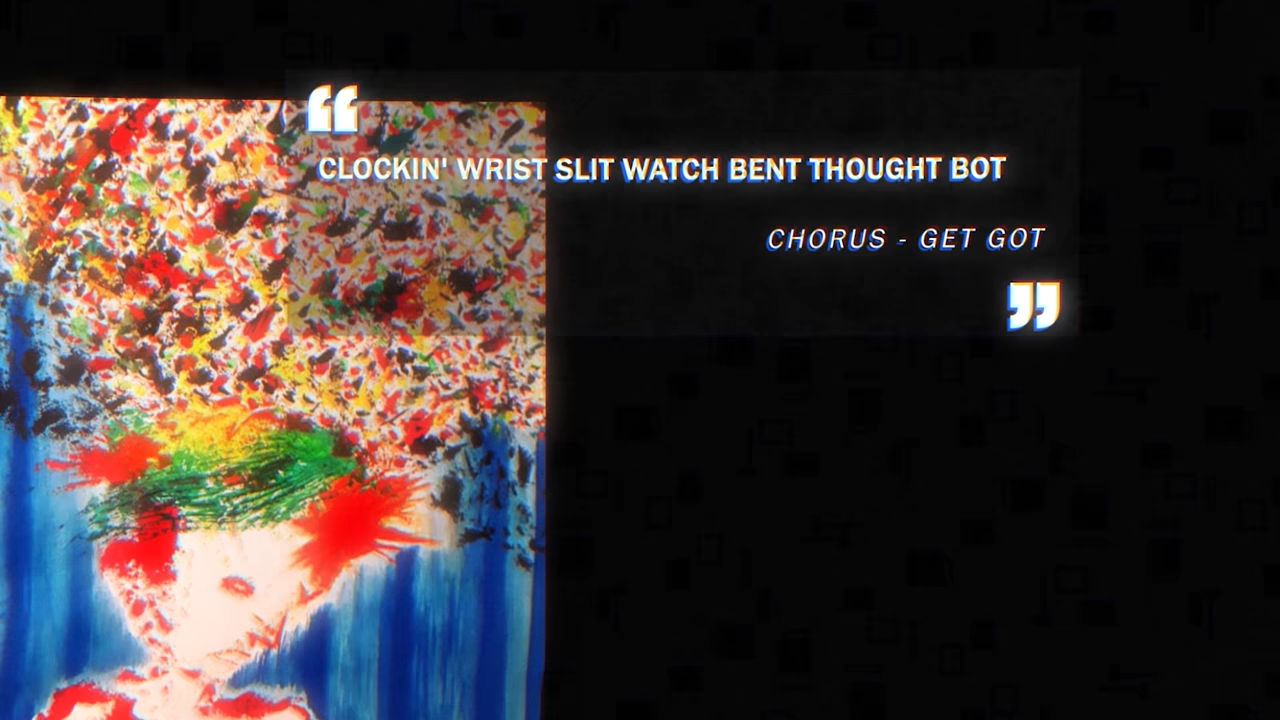 “
CLOCKIN' WRIST SLIT WATCH BENT THOUGHT BOT
CHORUS - GET GOT
”